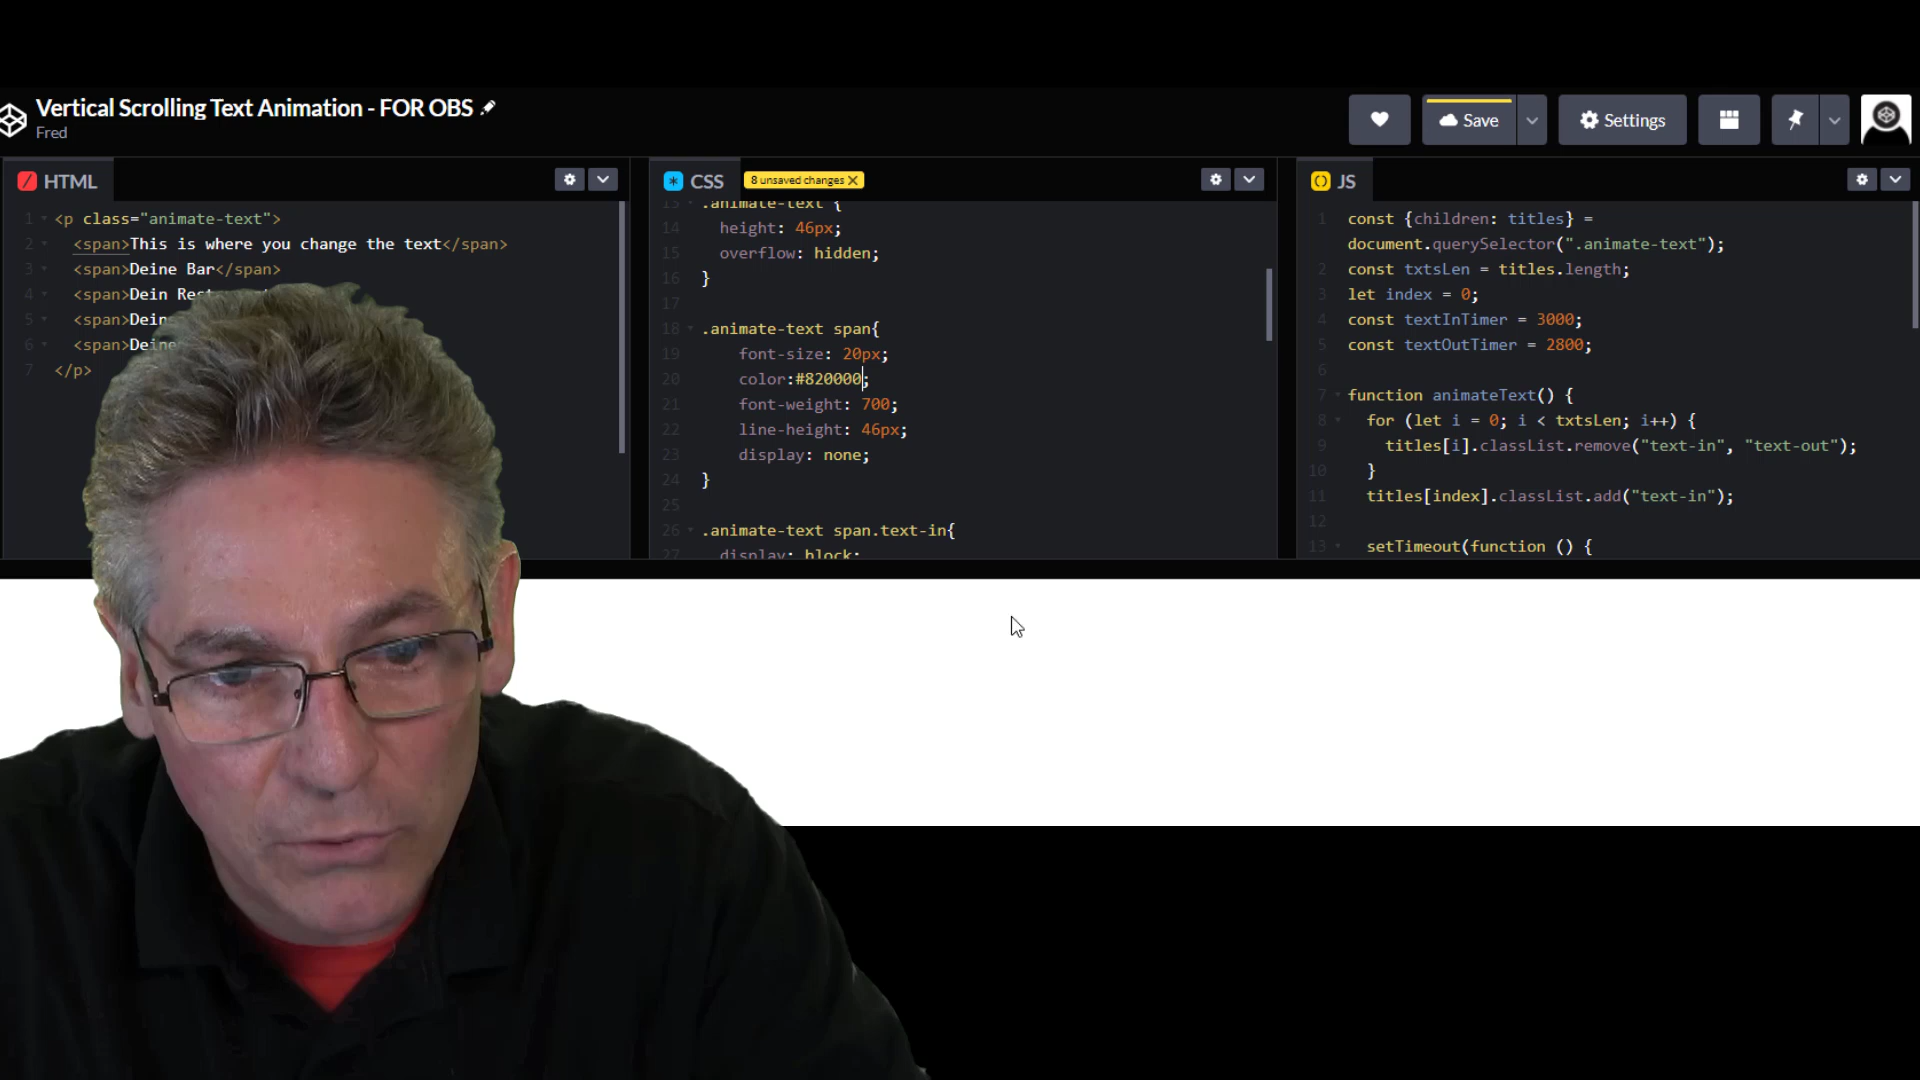 Vertical Scrolling Text Animation - FOR OBS
Fred
Save
Settings
HTML
1 <p class="animate-text">
2 <span>This is where you change the text</span>
3 <span>Deine Bar</span>
4 <span>Dein
5 <span>
6 <span>
7 </p>
CSS
8 unsaved changes X
13 .animate-text {
14 height: 46px;
15 overflow: hidden;
16 }
17
18 .animate-text span{
19 font-size: 20px;
20 color:#820000;
21 font-weight: 700;
22 line-height: 46px;
23 display: none;
24 }
25
26 .animate-text span.text-in{
27 display: block;
JS
1 const {children: titles} =
document.querySelector(".animate-text");
2 const txtsLen = titles.length;
3 let index = 0;
4 const textInTimer = 3000;
5 const textOutTimer = 2800;
6
7 function animateText() {
8 for (let i = 0; i < txtsLen; i++) {
9 titles[i].classList.remove("text-in", "text-out");
10 }
11 titles[index].classList.add("text-in");
12
13 setTimeout(function () {